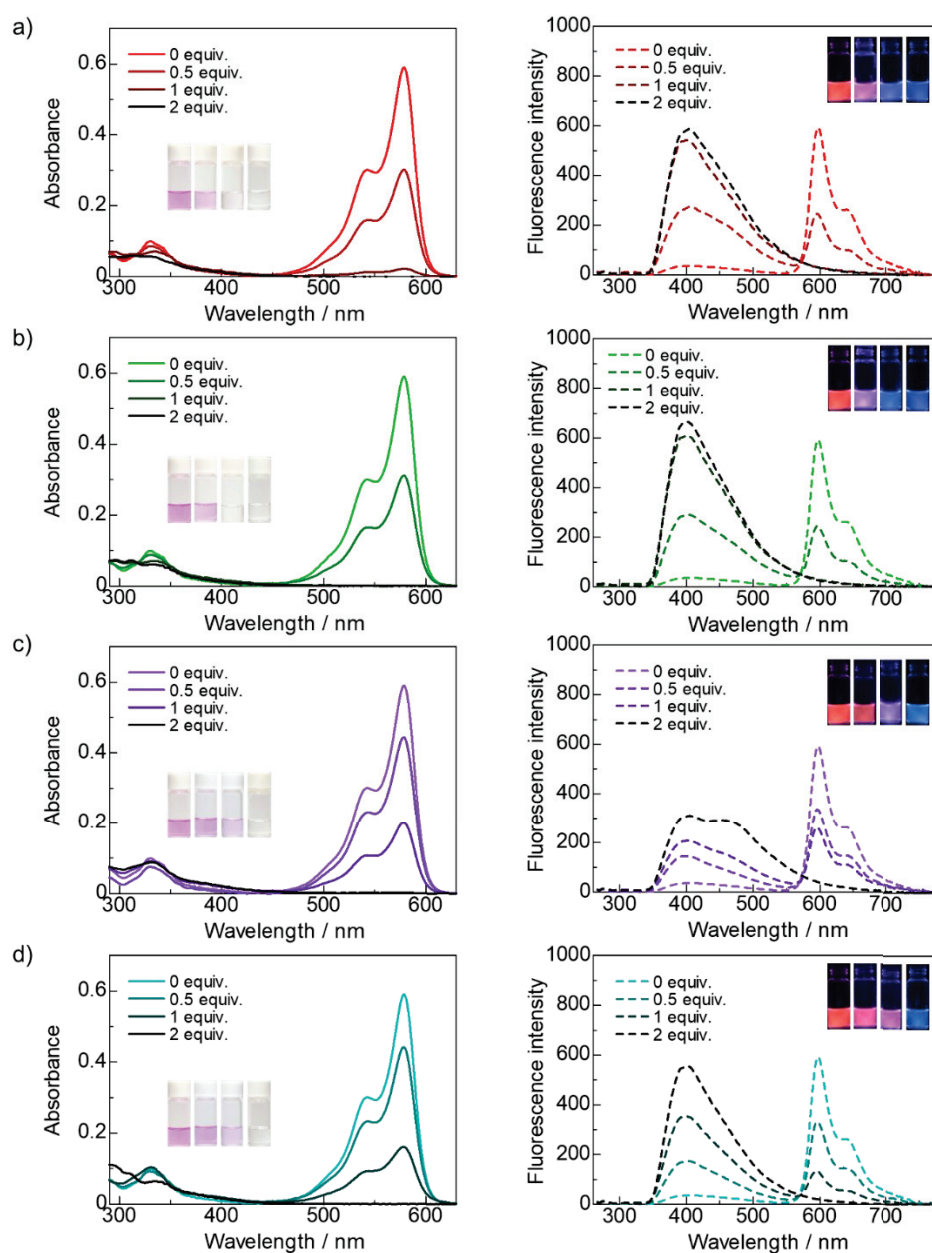 a)
Absorbance
0.6
0.4
0.2
0
0 equiv.
0.5 equiv.
1 equiv.
2 equiv.
300 400 500 600
Wavelength / nm
Fluorescence intensity
1000
800
600
400
200
0
0 equiv.
0.5 equiv.
1 equiv.
2 equiv.
300 400 500 600 700
Wavelength / nm
b)
Absorbance
0.6
0.4
0.2
0
0 equiv.
0.5 equiv.
1 equiv.
2 equiv.
300 400 500 600
Wavelength / nm
Fluorescence intensity
1000
800
600
400
200
0
0 equiv.
0.5 equiv.
1 equiv.
2 equiv.
300 400 500 600 700
Wavelength / nm
c)
Absorbance
0.6
0.4
0.2
0
0 equiv.
0.5 equiv.
1 equiv.
2 equiv.
300 400 500 600
Wavelength / nm
Fluorescence intensity
1000
800
600
400
200
0
0 equiv.
0.5 equiv.
1 equiv.
2 equiv.
300 400 500 600 700
Wavelength / nm
d)
Absorbance
0.6
0.4
0.2
0
0 equiv.
0.5 equiv.
1 equiv.
2 equiv.
300 400 500 600
Wavelength / nm
Fluorescence intensity
1000
800
600
400
200
0
0 equiv.
0.5 equiv.
1 equiv.
2 equiv.
300 400 500 600 700
Wavelength / nm